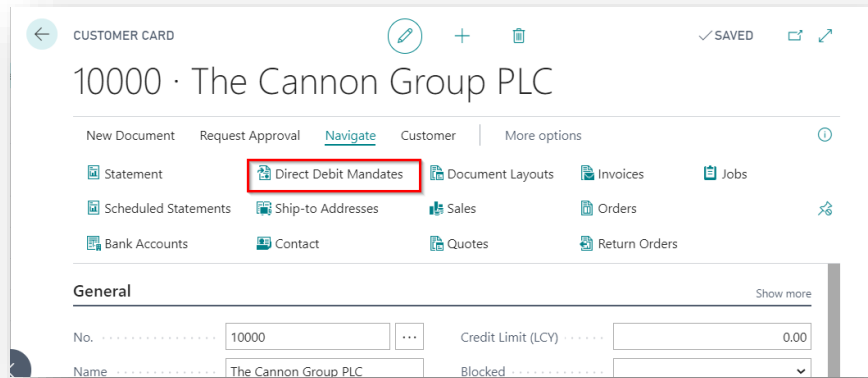 CUSTOMER CARD
SAVED
10000 · The Cannon Group PLC
New Document Request Approval Navigate Customer More options
Statement Direct Debit Mandates Document Layouts Invoices Jobs
Scheduled Statements Ship-to Addresses Sales Orders
Bank Accounts Contact Quotes Return Orders
General Show more
No. 10000 ... Credit Limit (LCY) 0.00
Name The Cannon Group PLC Blocked